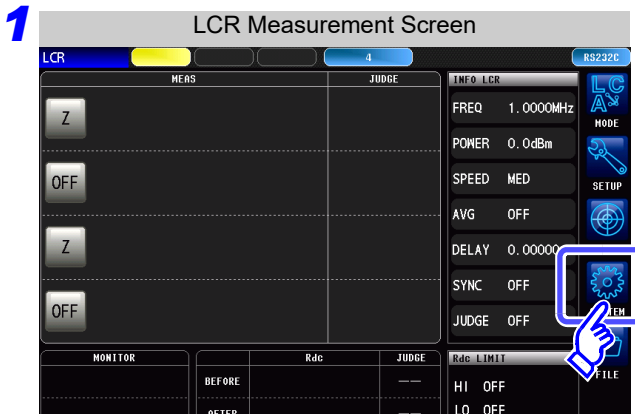 1
LCR Measurement Screen
LCR 4 RS232C
MEAS JUDGE INFO LCR
Z
OFF
Z
OFF
FREQ 1.0000MHz
POWER 0.0dBm
SPEED MED
AVG OFF
DELAY 0.0000
SYNC OFF
JUDGE OFF
MODE
SETUP
FILE
MONITOR Rdc JUDGE Rdc LIMIT
BEFORE -- HI OFF
AFTER -- LO OFF